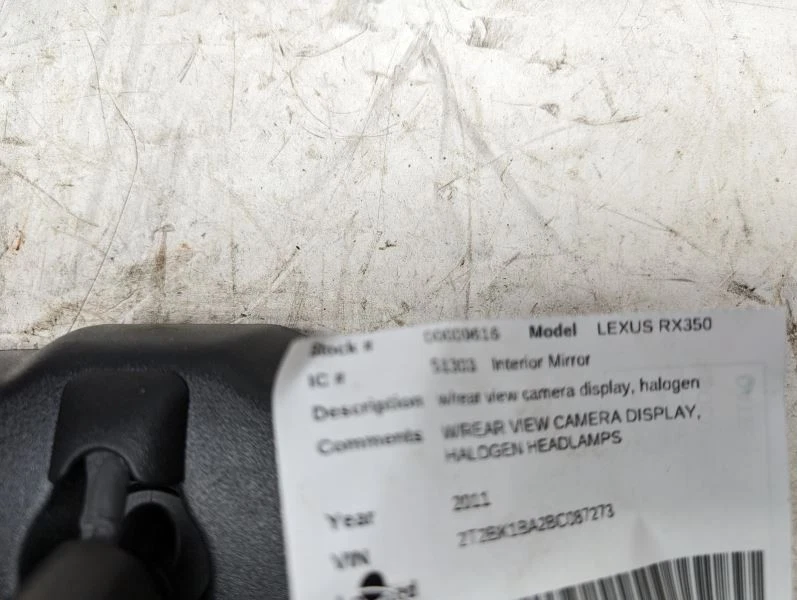 Stock # 00009616 Model LEXUS RX350
IC # 51303 Interior Mirror
Description w/rear view camera display, halogen
Comments W/REAR VIEW CAMERA DISPLAY,
HALOGEN HEADLAMPS
Year 2011
VIN 2T2BK1BA2BC087273